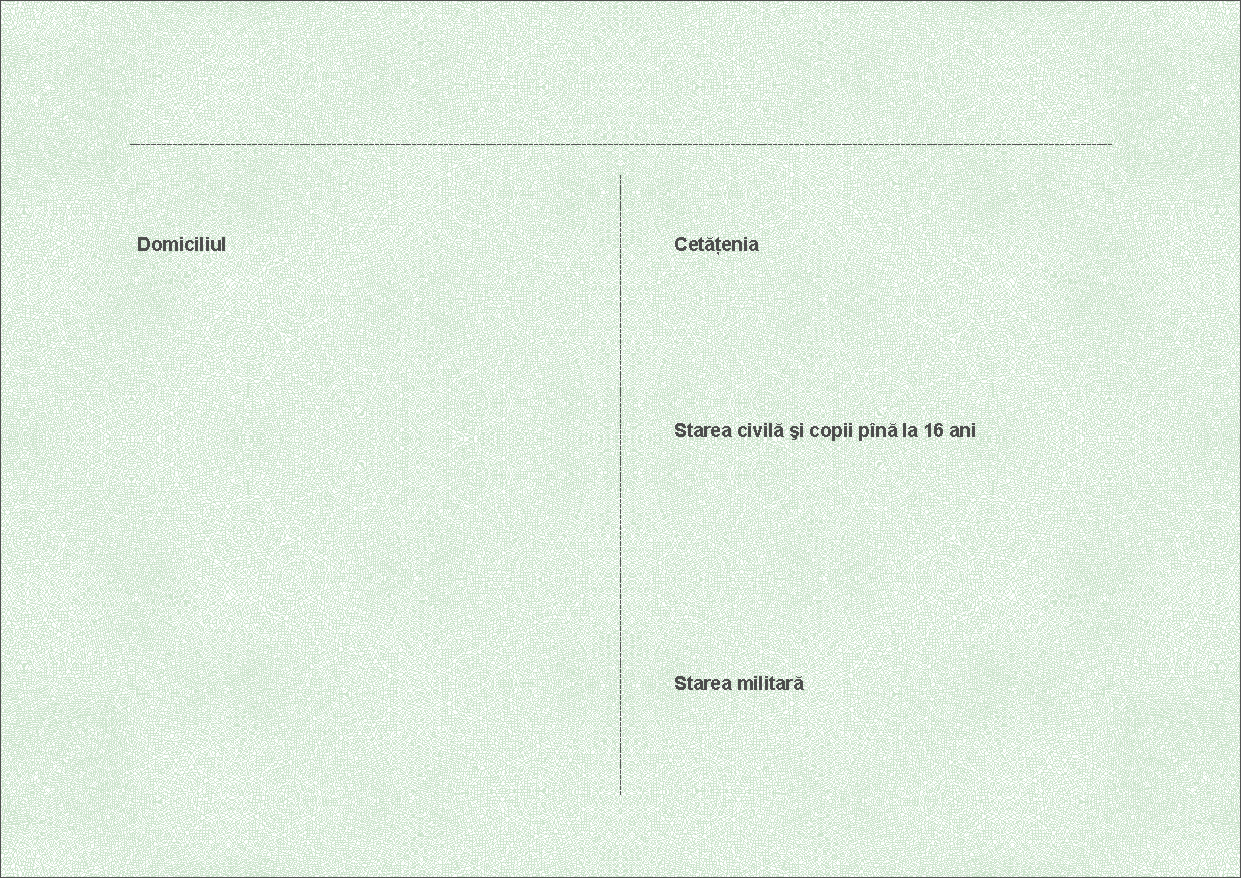 Domiciliul
Cetățenia
Starea civilă şi copii pînă la 16 ani
Starea militară